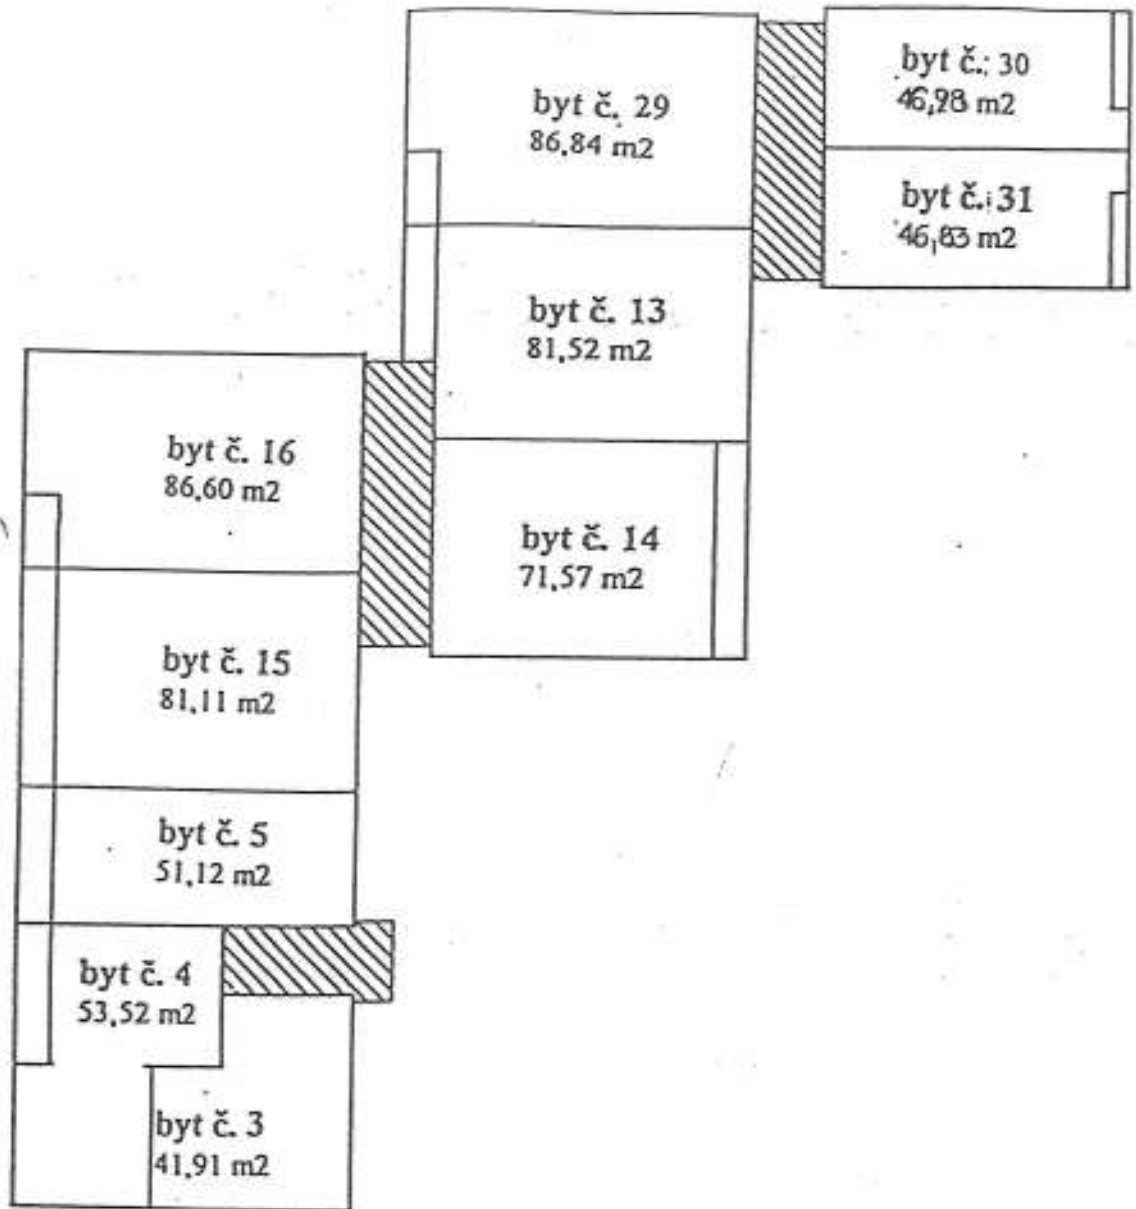 byt č. 29
86,84 m2
byt č.: 30
46,98 m2
byt č.: 31
46,83 m2
byt č. 13
81,52 m2
byt č. 16
86,60 m2
byt č. 14
71,57 m2
byt č. 15
81,11 m2
byt č. 5
51,12 m2
byt č. 4
53,52 m2
byt č. 3
41,91 m2